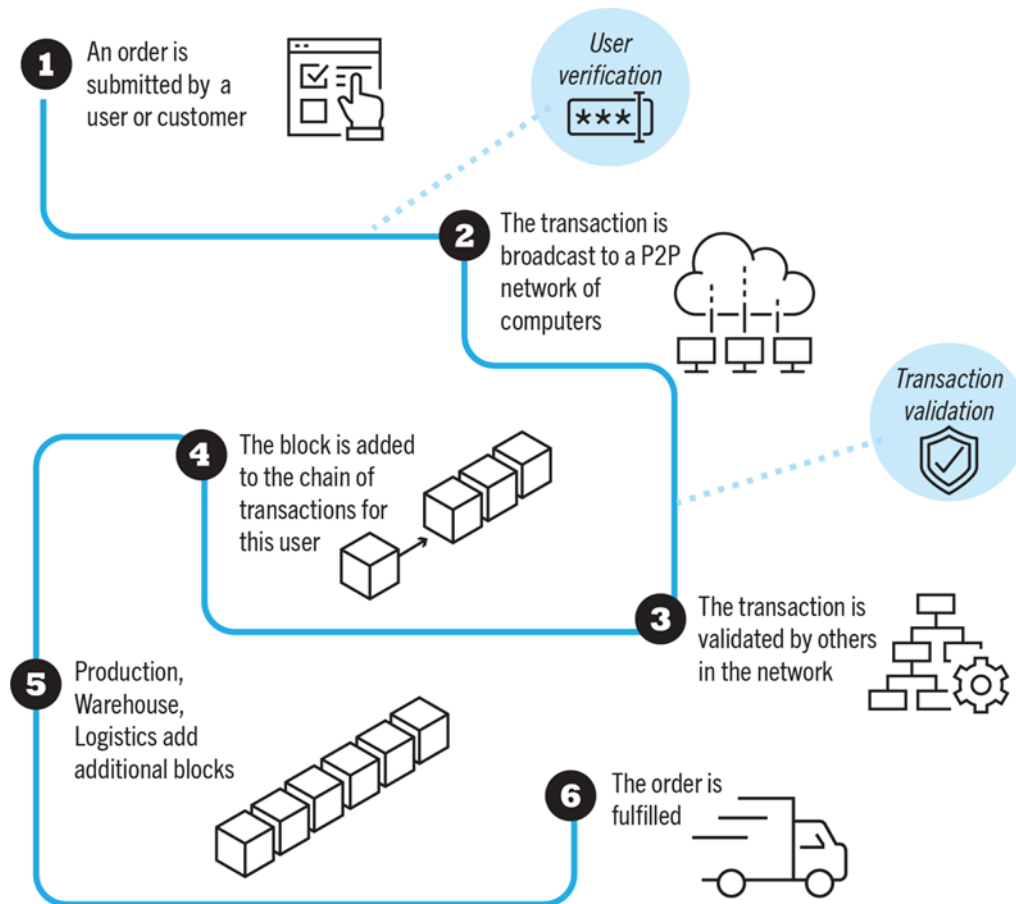 1
An order is
submitted by a
user or customer
User
verification
***
2
The transaction is
broadcast to a P2P
network of
computers
Transaction
validation
4
The block is added
to the chain of
transactions for
this user
3
The transaction is
validated by others
in the network
5
Production,
Warehouse,
Logistics add
additional blocks
6
The order is
fulfilled